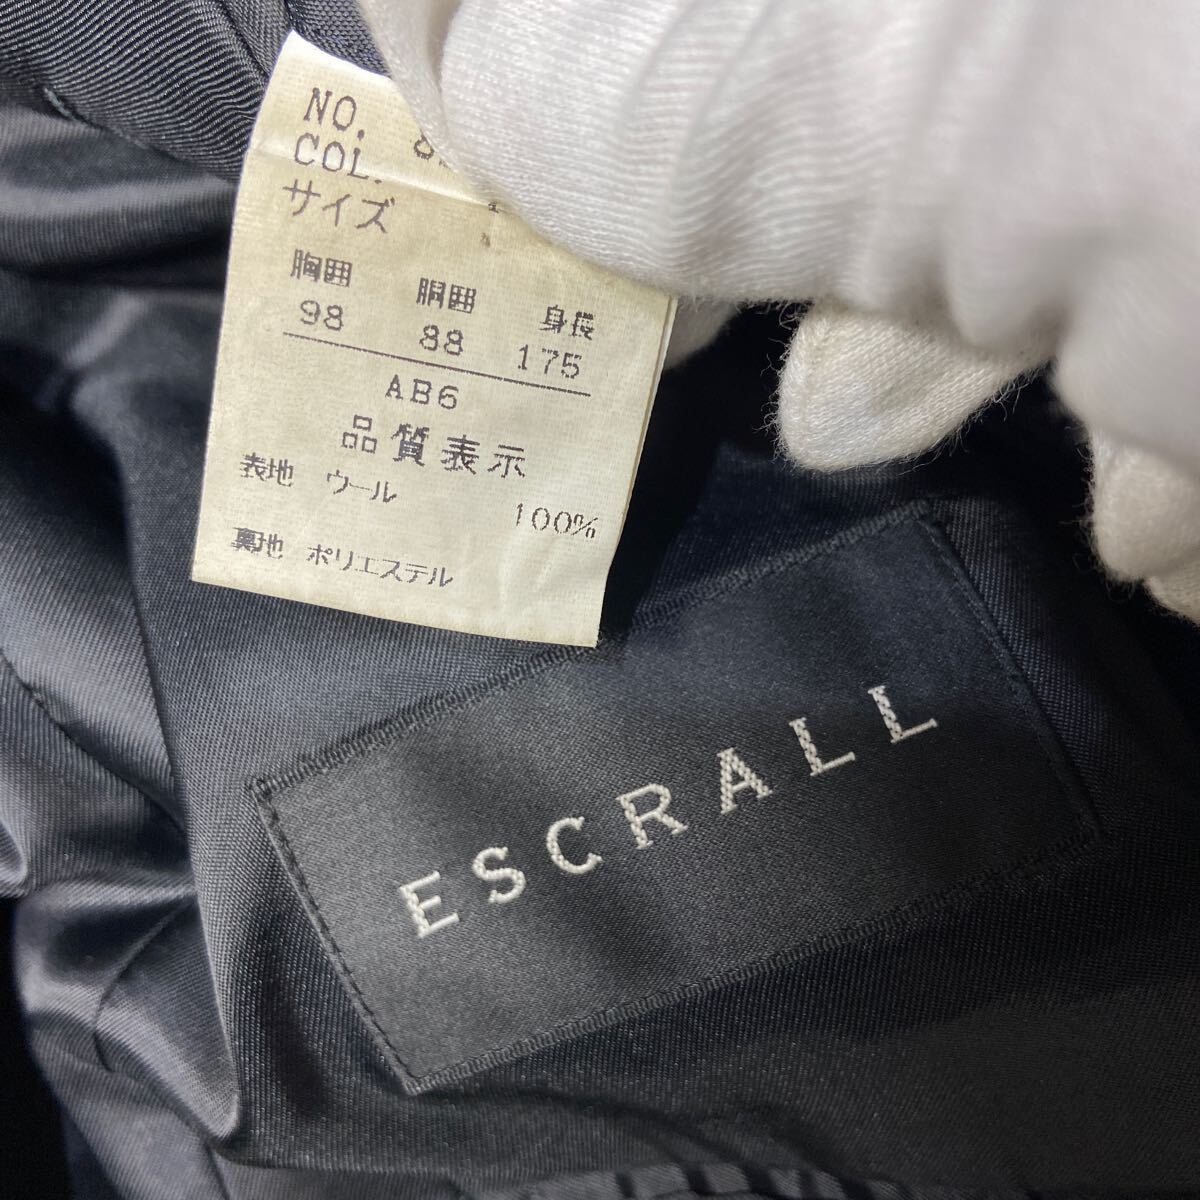 NO.
COL.
サイズ
胸囲 胴囲 身長
98 88 175
AB6
品質表示
表地 ウール 100%
裏地 ポリエステル
ESCRALL